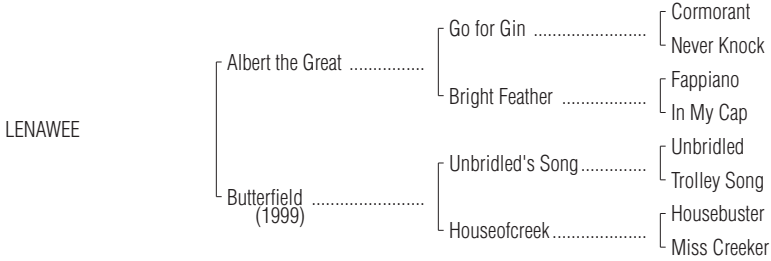 Cormorant
Go for Gin ........................
Never Knock
Albert the Great ................
Fappiano
Bright Feather ..................
In My Cap
LENAWEE
Unbridled
Unbridled's Song..............
Trolley Song
Butterfield ........................
(1999)
Housebuster
Houseofcreek....................
Miss Creeker